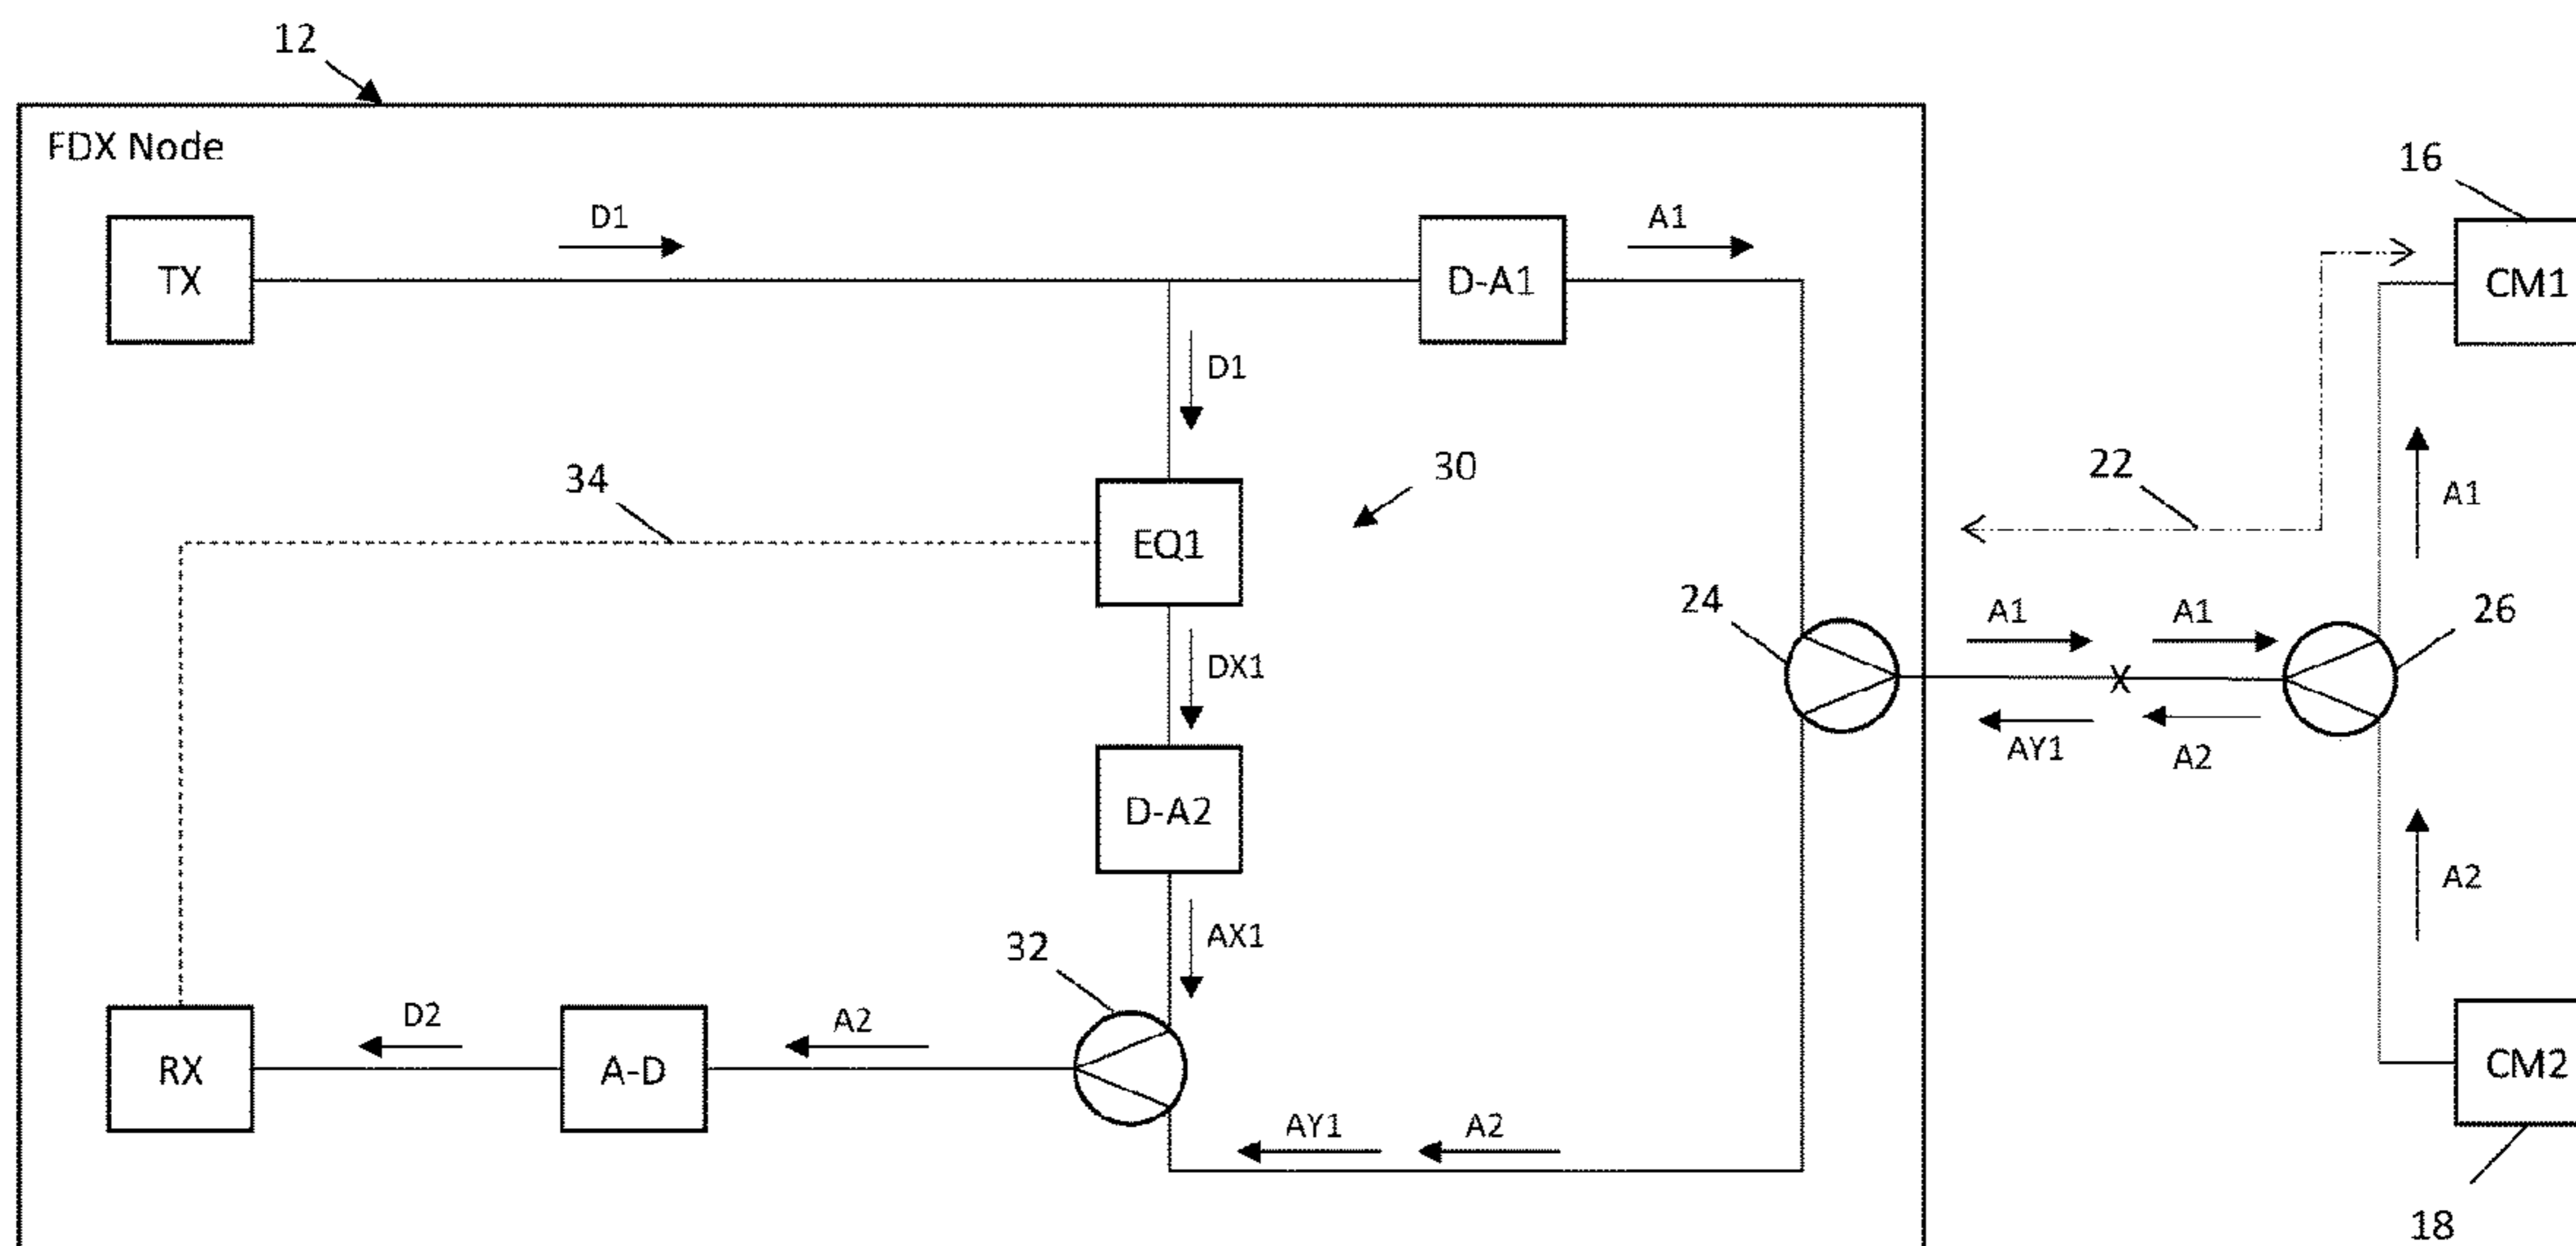 12
FDX Node
16
TX
D1
D-A1
A1
CM1
D1
34
30
22
A1
EQ1
24
A1
A1
26
DX1
X
AY1
A2
D-A2
A2
32
AX1
RX
D2
A-D
A2
CM2
AY1
A2
18